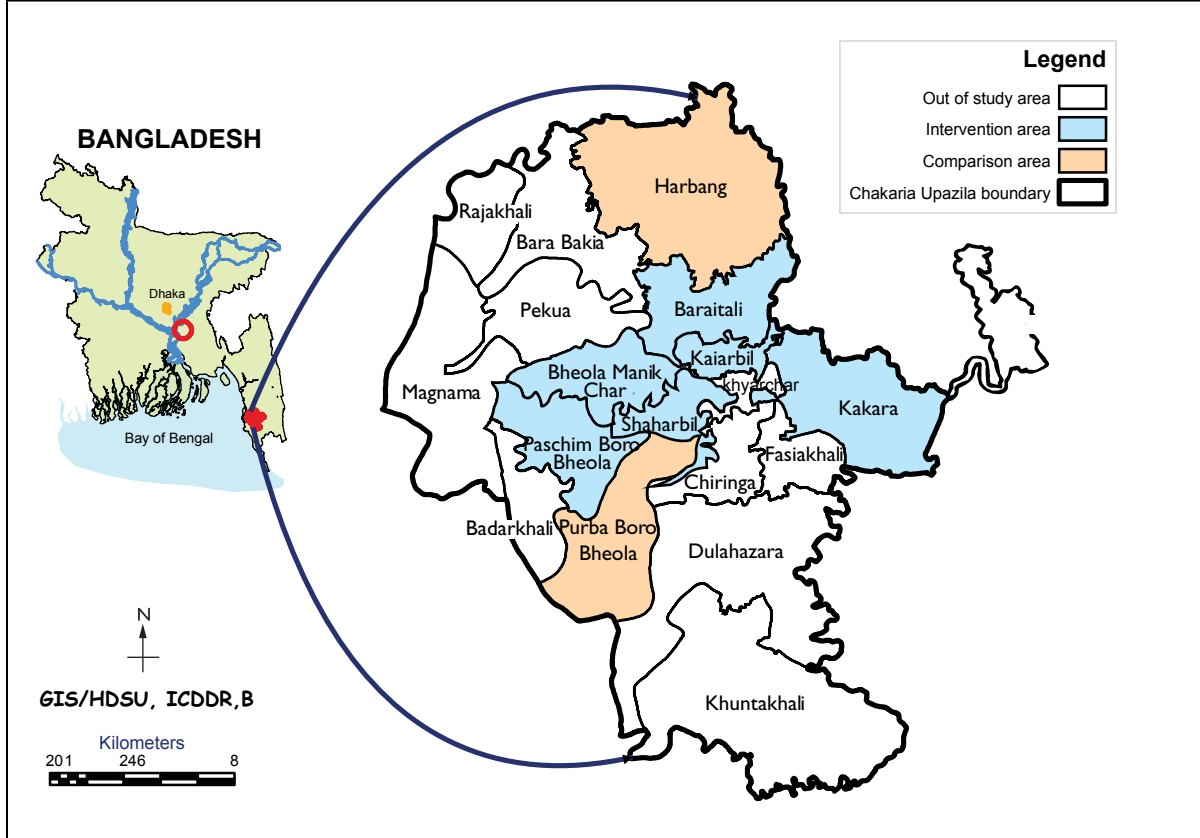 BANGLADESH
Dhaka
Bay of Bengal
N
GIS/HDSU, ICDDR,B
Kilometers
201 246 8
Legend
Out of study area
Intervention area
Comparison area
Chakaria Upazila boundary
Harbang
Rajakhali
Bara Bakia
Pekua
Baraitali
Kaiarbil
Bheola Manik
Char
khyarchar
Magnama
Kakara
Shaharbil
Paschim Boro
Bheola
Fasiakhali
Chiringa
Badarkhali
Purba Boro
Bheola
Dulahazara
Khuntakhali